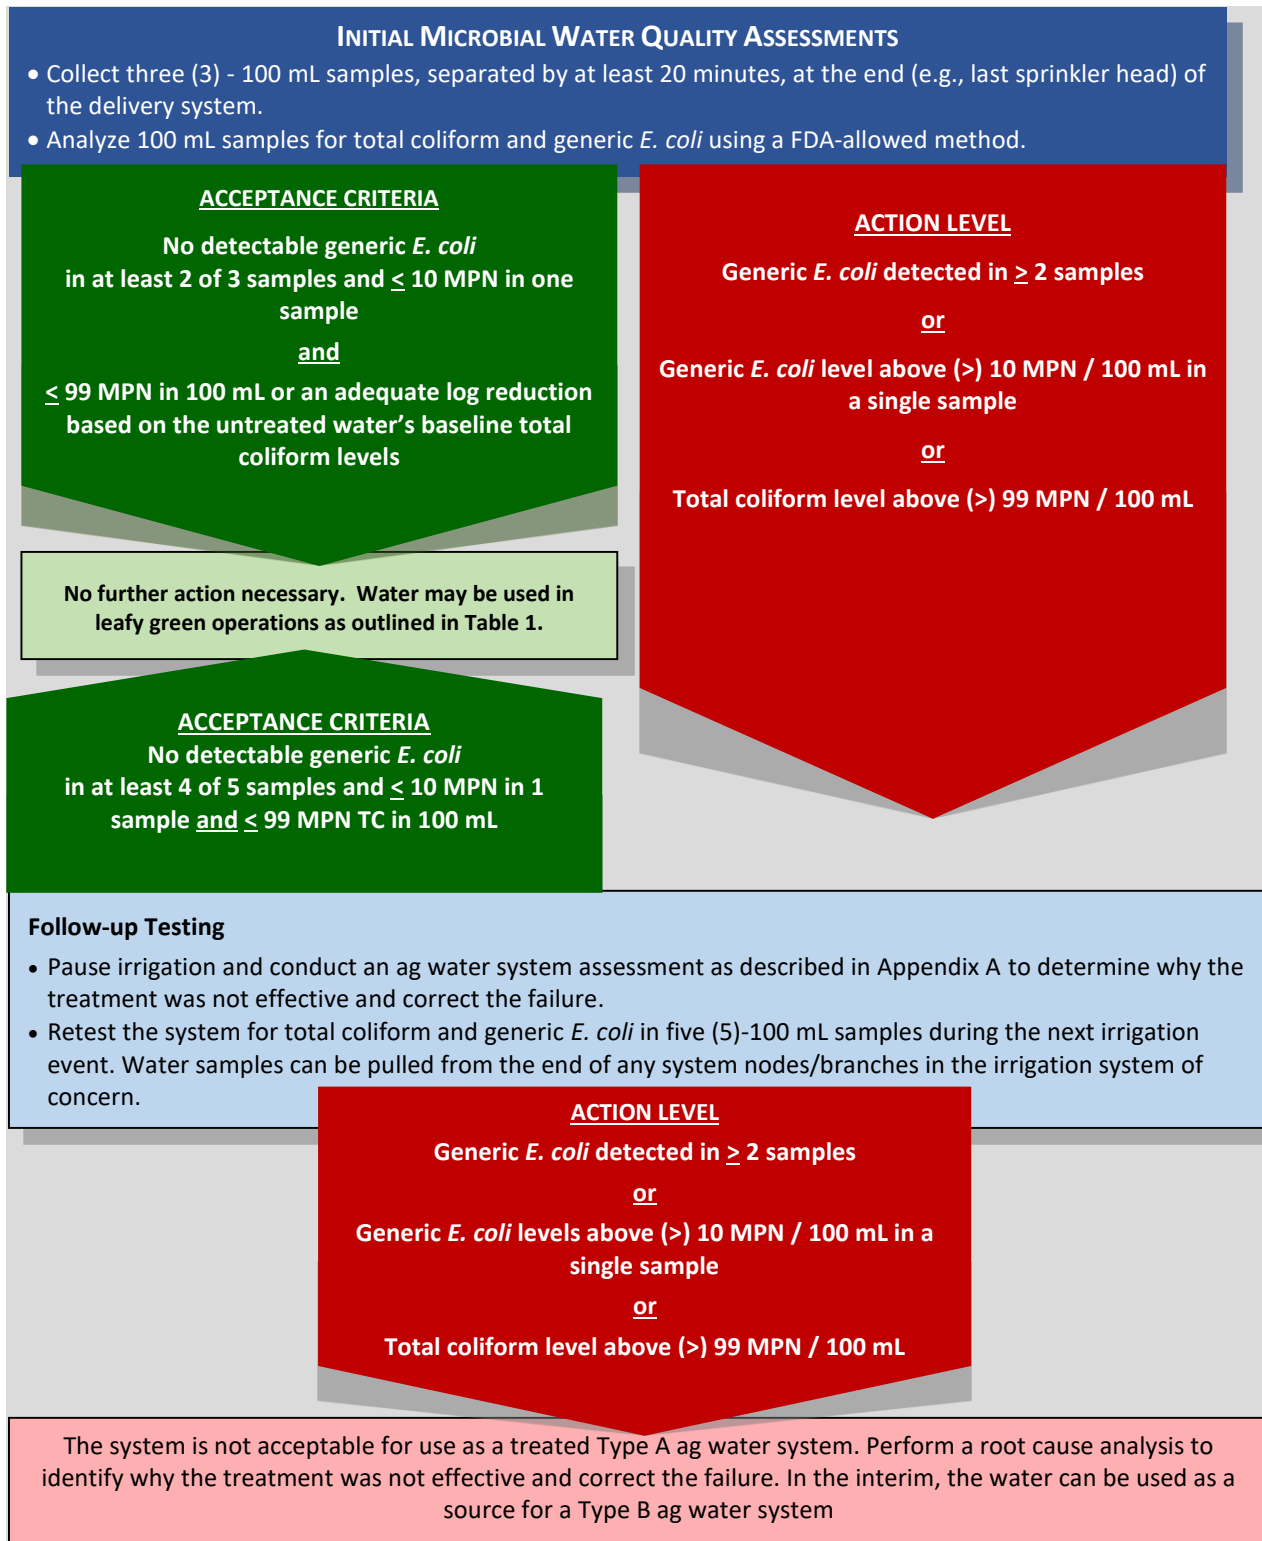 INITIAL MICROBIAL WATER QUALITY ASSESSMENTS
• Collect three (3) - 100 mL samples, separated by at least 20 minutes, at the end (e.g., last sprinkler head) of
the delivery system.
• Analyze 100 mL samples for total coliform and generic E. coli using a FDA-allowed method.
ACCEPTANCE CRITERIA
No detectable generic E. coli
in at least 2 of 3 samples and < 10 MPN in one
sample
and
< 99 MPN in 100 mL or an adequate log reduction
based on the untreated water's baseline total
coliform levels
ACTION LEVEL
Generic E. coli detected in > 2 samples
or
Generic E. coli level above (>) 10 MPN / 100 mL in
a single sample
or
Total coliform level above (>) 99 MPN / 100 mL
No further action necessary. Water may be used in
leafy green operations as outlined in Table 1.
ACCEPTANCE CRITERIA
No detectable generic E. coli
in at least 4 of 5 samples and < 10 MPN in 1
sample and < 99 MPN TC in 100 mL
Follow-up Testing
• Pause irrigation and conduct an ag water system assessment as described in Appendix A to determine why the
treatment was not effective and correct the failure.
• Retest the system for total coliform and generic E. coli in five (5)-100 mL samples during the next irrigation
event. Water samples can be pulled from the end of any system nodes/branches in the irrigation system of
concern.
ACTION LEVEL
Generic E. coli detected in > 2 samples
or
Generic E. coli levels above (>) 10 MPN / 100 mL in a
single sample
or
Total coliform level above (>) 99 MPN / 100 mL
The system is not acceptable for use as a treated Type A ag water system. Perform a root cause analysis to
identify why the treatment was not effective and correct the failure. In the interim, the water can be used as a
source for a Type B ag water system